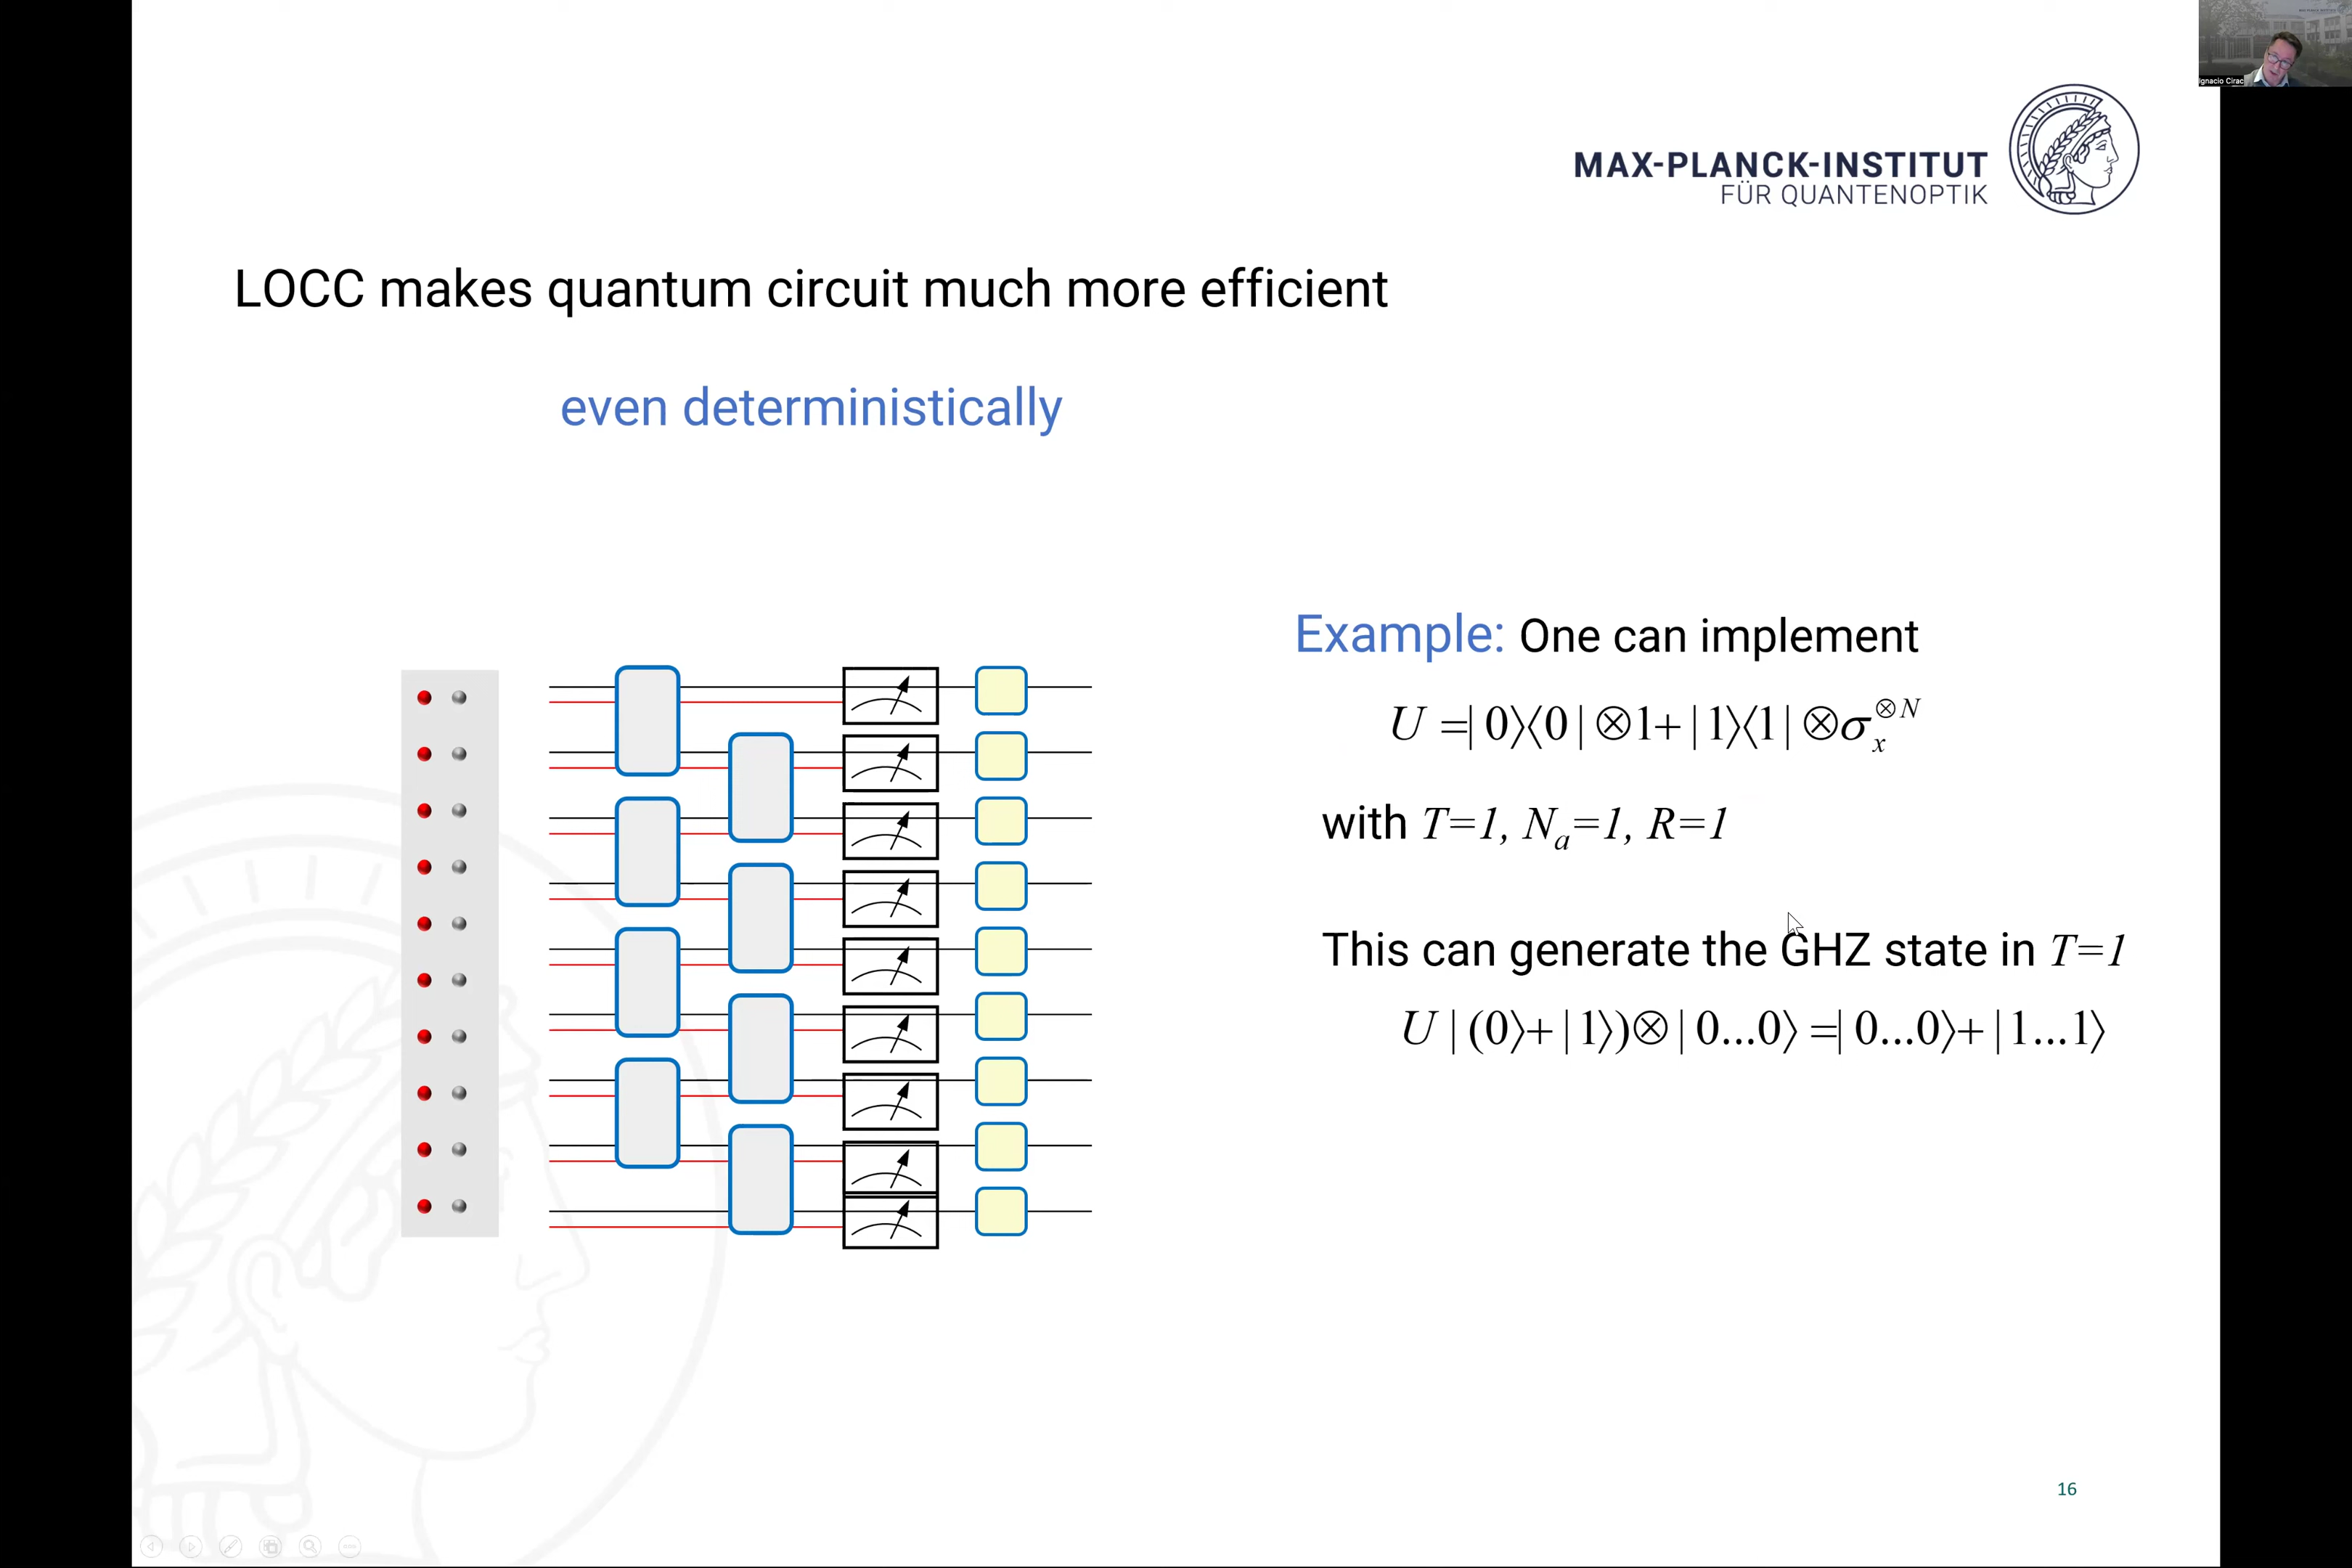 Ignacio Cirac
MAX-PLANCK-INSTITUT
FÜR QUANTENOPTIK
LOCC makes quantum circuit much more efficient
even deterministically
Example: One can implement
U =| 0⟩⟨0 | ⊗1+ | 1⟩⟨1 | ⊗σₓ^⊗N
with T=1, Nₐ=1, R=1
This can generate the GHZ state in T=1
U | (0⟩+ | 1⟩)⊗ | 0...0⟩ =| 0...0⟩+ | 1...1⟩
16